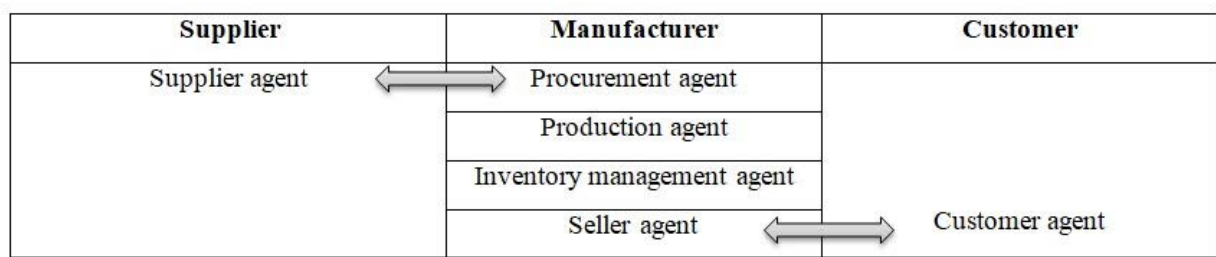 Supplier Manufacturer Customer
Supplier agent Procurement agent
Production agent
Inventory management agent
Seller agent Customer agent